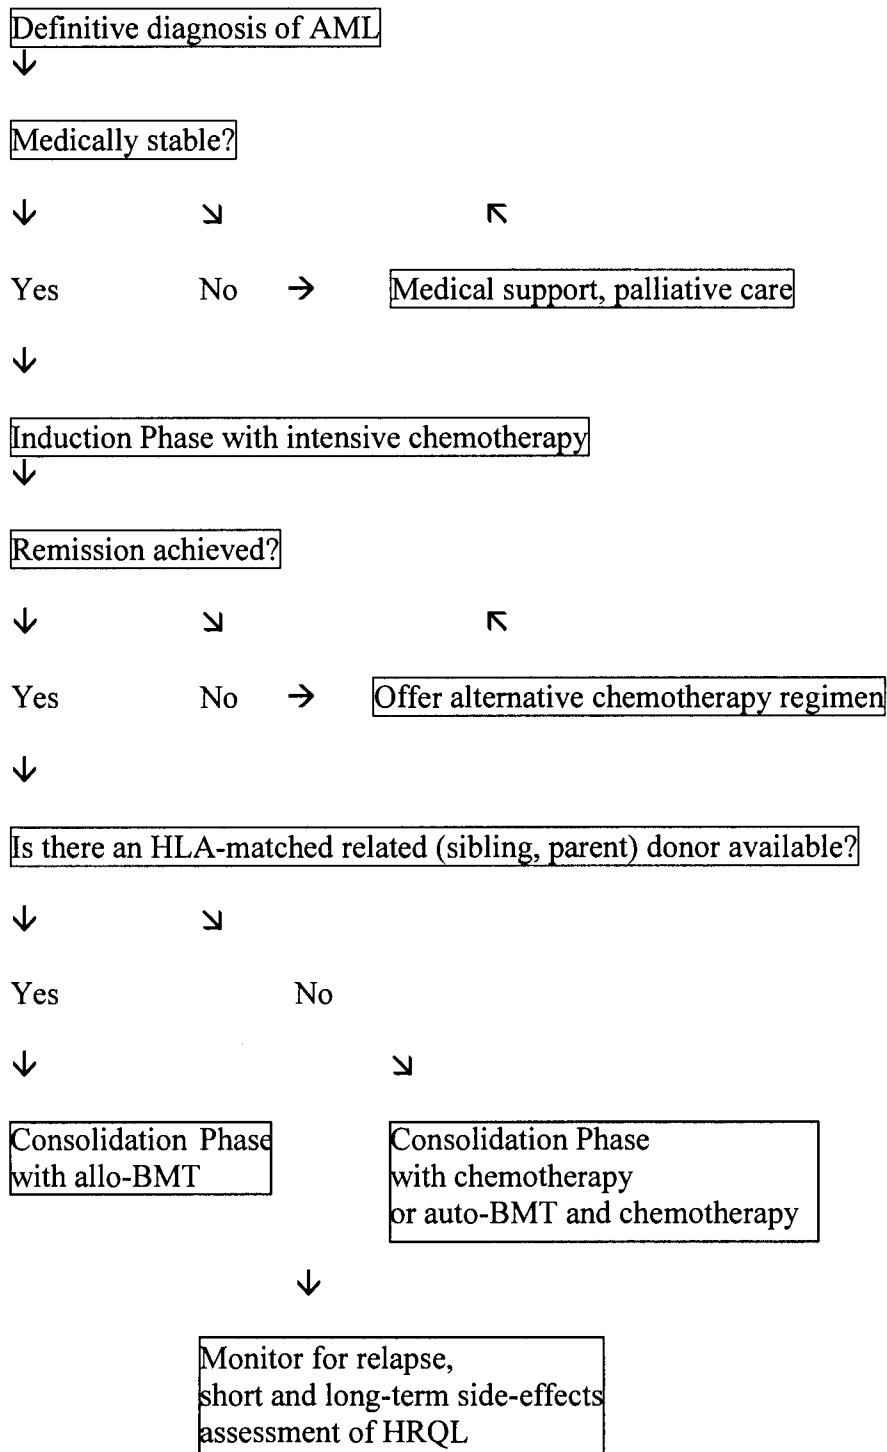 Definitive diagnosis of AML
↓
Medically stable?
↓ ↘ ↖
Yes No → Medical support, palliative care
↓
Induction Phase with intensive chemotherapy
↓
Remission achieved?
↓ ↘ ↖
Yes No → Offer alternative chemotherapy regimen
↓
Is there an HLA-matched related (sibling, parent) donor available?
↓ ↘
Yes No
↓ ↘
Consolidation Phase
with allo-BMT
Consolidation Phase
with chemotherapy
or auto-BMT and chemotherapy
↓
Monitor for relapse,
short and long-term side-effects
assessment of HRQL